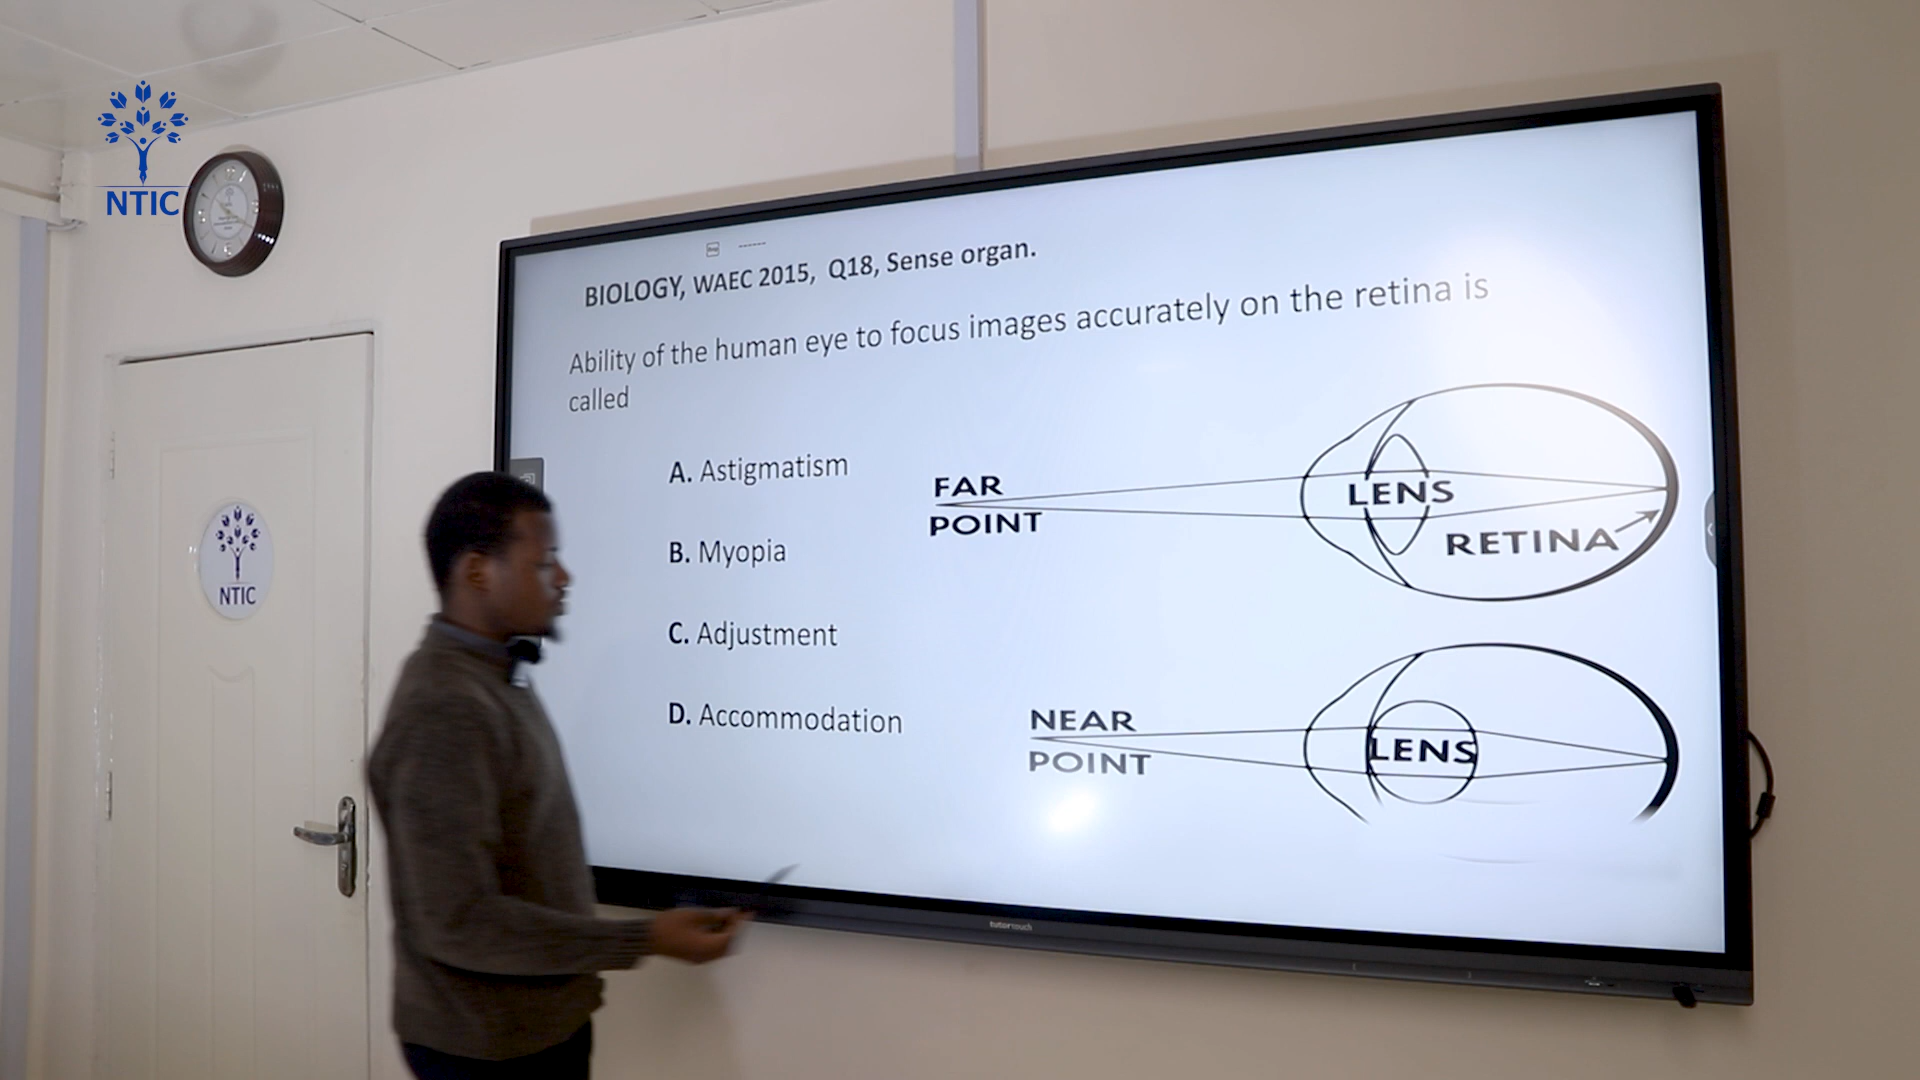 NTIC
BIOLOGY, WAEC 2015, Q18, Sense organ.
Ability of the human eye to focus images accurately on the retina is
called
A. Astigmatism
B. Myopia
C. Adjustment
D. Accommodation
FAR
POINT
LENS
RETINA
NEAR
POINT
LENS
NTIC
tutortouch